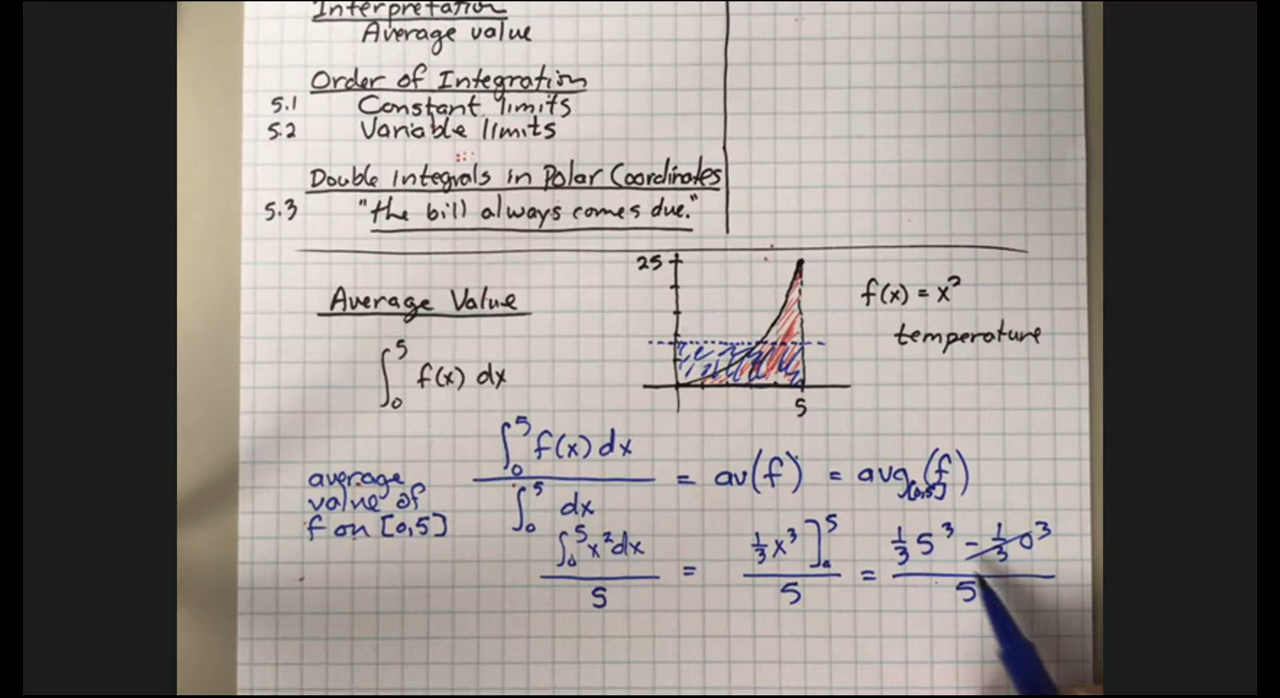 Interpretation
Average value
Order of Integration
5.1 Constant limits
5.2 Variable limits
Double Integrals in Polar Coordinates
5.3 "the bill always comes due."
25
Average Value
f(x) = x²
temperature
∫₀⁵ f(x) dx
5
average value of f on [0,5]
∫₀⁵ f(x) dx / ∫₀⁵ dx = av(f) = avg[0,5](f)
∫₀⁵ x² dx / 5 = ⅓x³]₀⁵ / 5 = ⅓5³ - ⅓0³ / 5